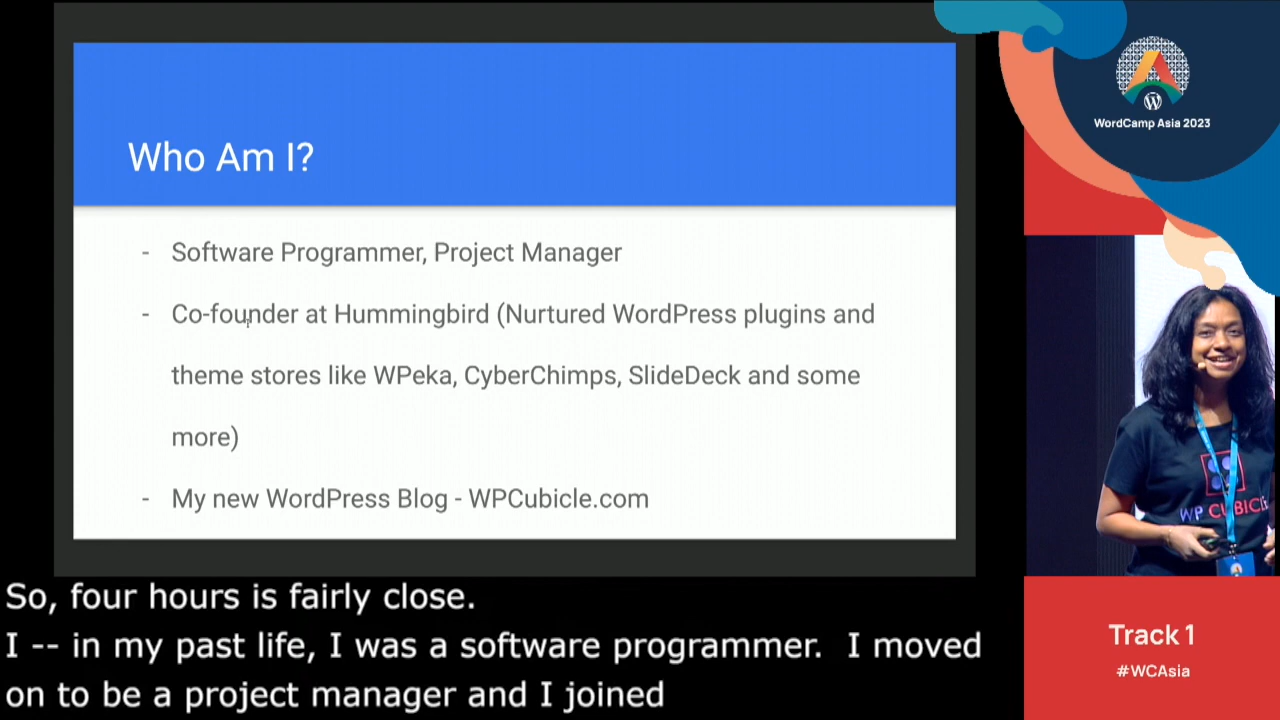 Who Am I?
- Software Programmer, Project Manager
- Co-founder at Hummingbird (Nurtured WordPress plugins and
theme stores like WPeka, CyberChimps, SlideDeck and some
more)
- My new WordPress Blog - WPCubicle.com
WordCamp Asia 2023
WP CUBICLE
Track 1
#WCAsia
So, four hours is fairly close.
I -- in my past life, I was a software programmer. I moved
on to be a project manager and I joined